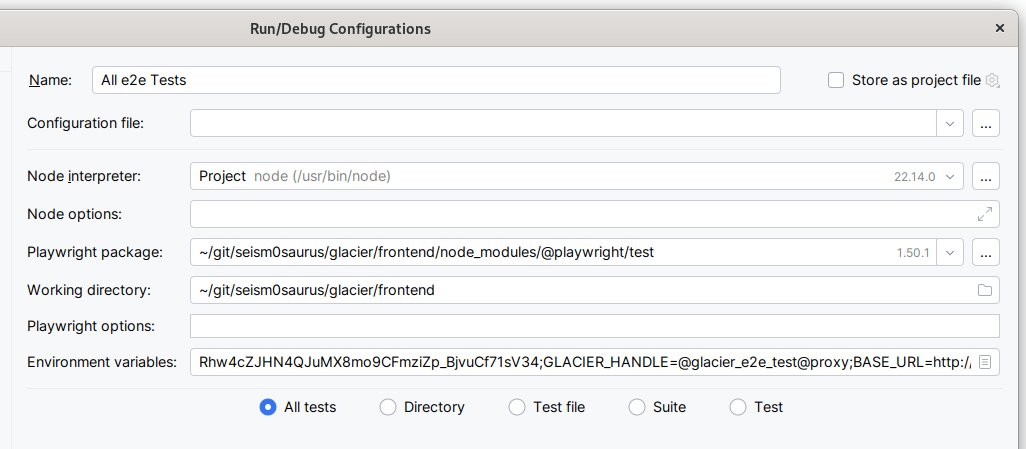 Run/Debug Configurations
Name: All e2e Tests Store as project file
Configuration file: ...
Node interpreter: Project node (/usr/bin/node) 22.14.0 ...
Node options:
Playwright package: ~/git/seism0saurus/glacier/frontend/node_modules/@playwright/test 1.50.1 ...
Working directory: ~/git/seism0saurus/glacier/frontend
Playwright options:
Environment variables: Rhw4cZJHN4QJuMX8mo9CFmziZp_BjvuCf71sV34;GLACIER_HANDLE=@glacier_e2e_test@proxy;BASE_URL=http:/
All tests Directory Test file Suite Test